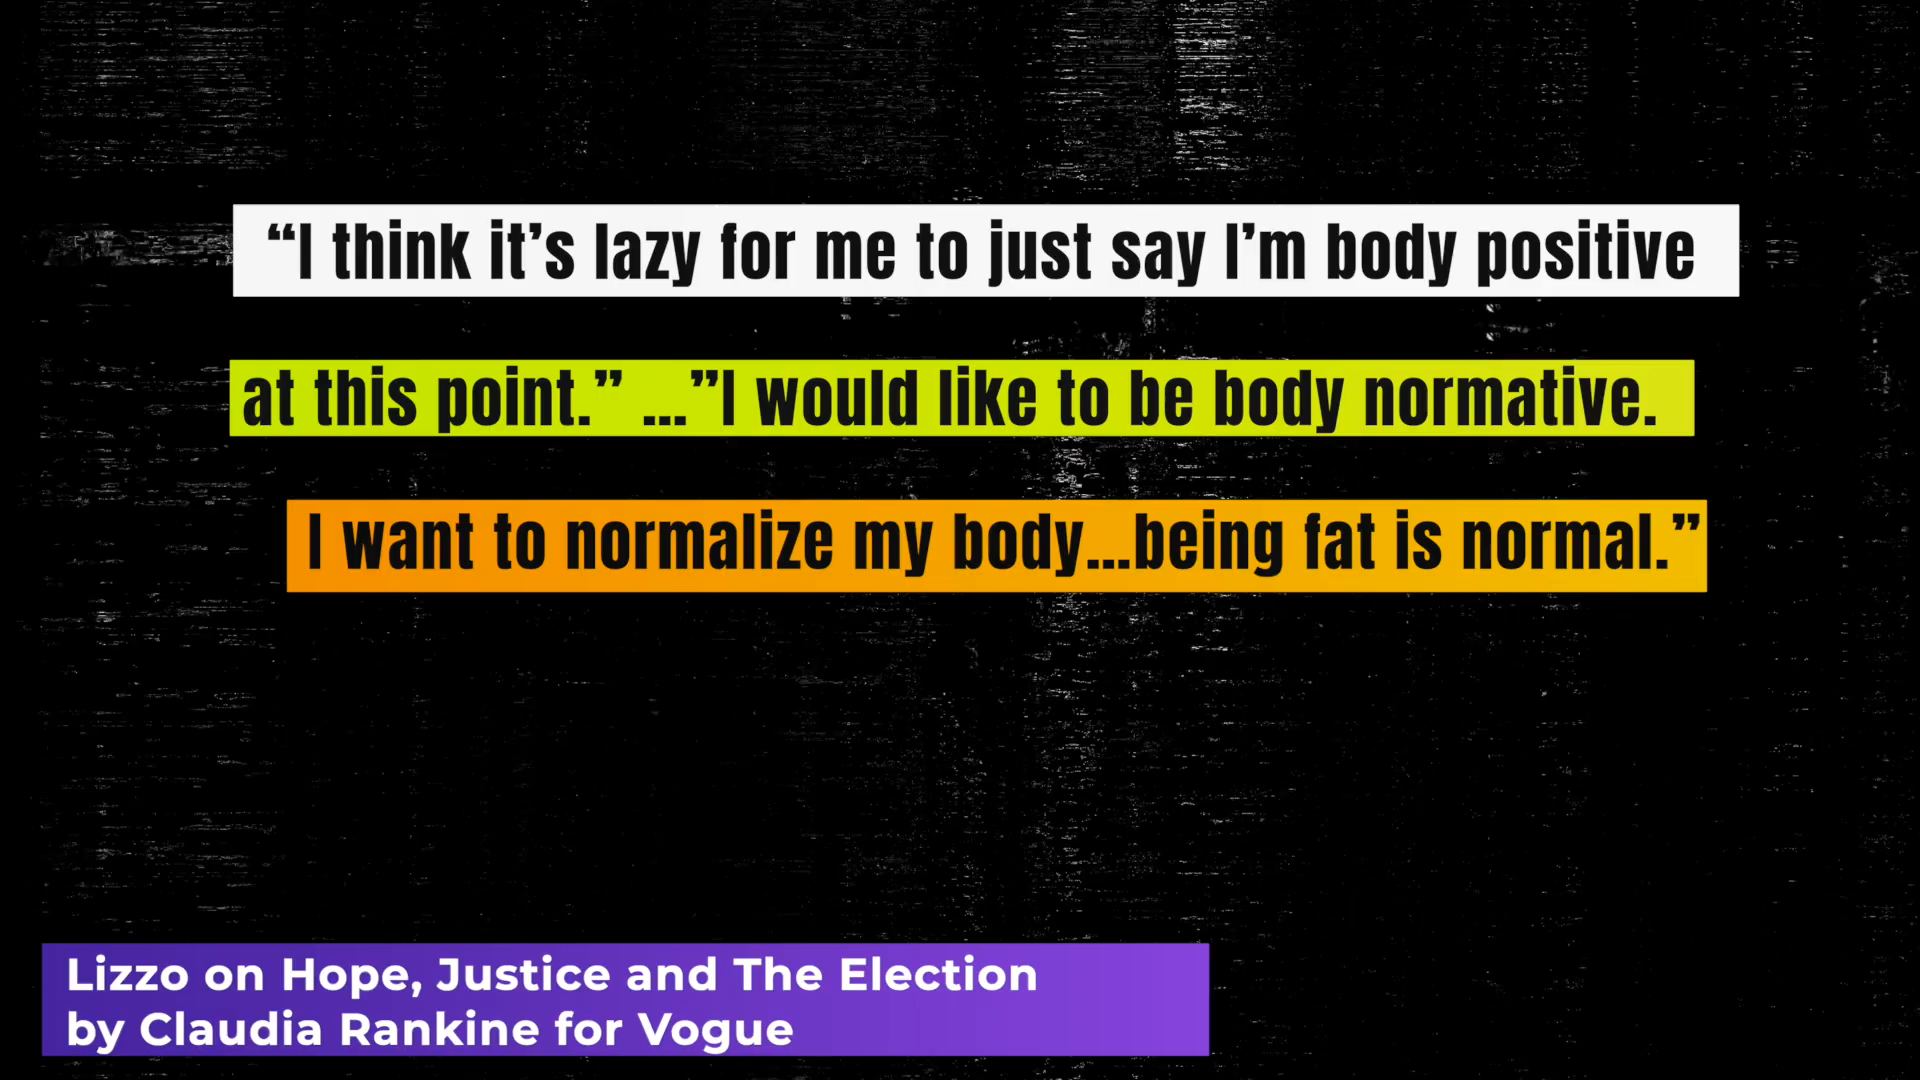 “I think it’s lazy for me to just say I’m body positive
at this point.” ...”I would like to be body normative.
I want to normalize my body...being fat is normal.”
Lizzo on Hope, Justice and The Election
by Claudia Rankine for Vogue